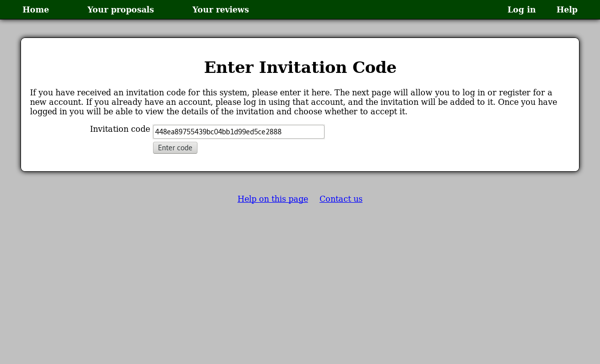 Home Your proposals Your reviews Log in Help
Enter Invitation Code
If you have received an invitation code for this system, please enter it here. The next page will allow you to log in or register for a
new account. If you already have an account, please log in using that account, and the invitation will be added to it. Once you have
logged in you will be able to view the details of the invitation and choose whether to accept it.
Invitation code 448ea89755439bc04bb1d99ed5ce2888
Enter code
Help on this page Contact us